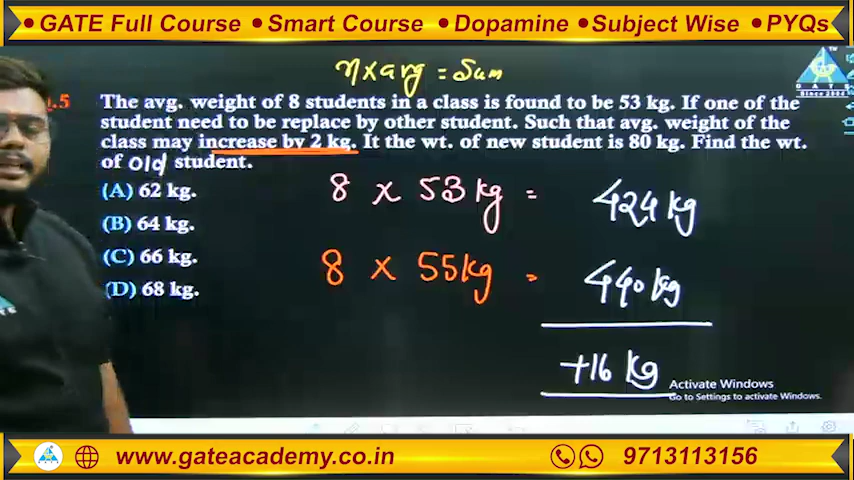 • GATE Full Course • Smart Course • Dopamine • Subject Wise • PYQs
n x avg = Sum
GATE
Since 2004
.5 The avg. weight of 8 students in a class is found to be 53 kg. If one of the
student need to be replace by other student. Such that avg. weight of the
class may increase by 2 kg. It the wt. of new student is 80 kg. Find the wt.
of old student.
(A) 62 kg.
(B) 64 kg.
(C) 66 kg.
(D) 68 kg.
8 x 53 kg = 424 kg
8 x 55 kg = 440 kg
+16 kg
Activate Windows
Go to Settings to activate Windows.
www.gateacademy.co.in
9713113156